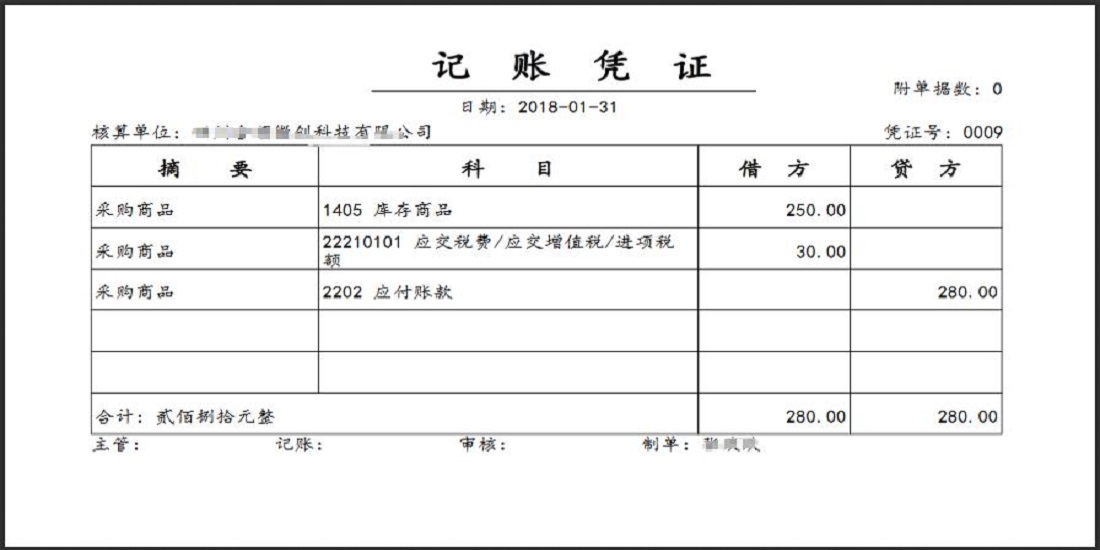 记 账 凭 证
附单据数：0
日期：2018-01-31
核算单位： 微创科技有限公司
凭证号：0009
摘 要 科 目 借 方 贷 方
采购商品 1405 库存商品 250.00
采购商品 22210101 应交税费/应交增值税/进项税
额 30.00
采购商品 2202 应付账款 280.00
合计：贰佰捌拾元整 280.00 280.00
主管： 记账： 审核： 制单：